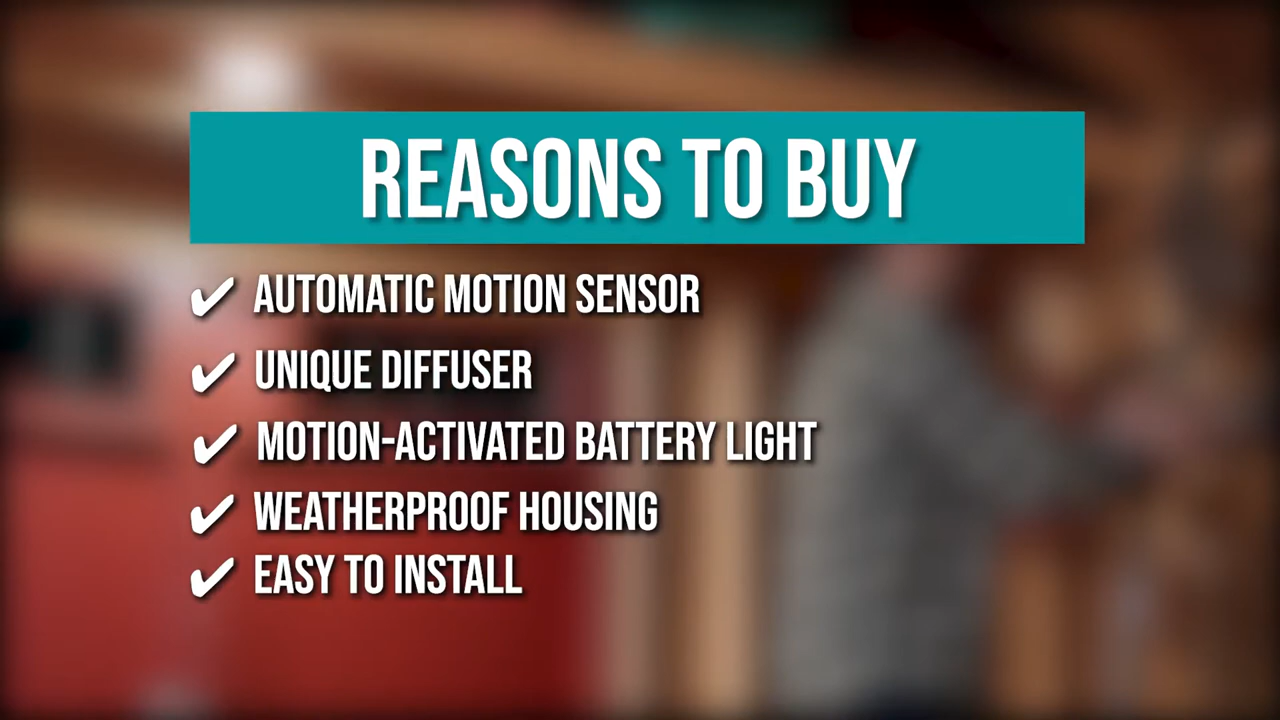 REASONS TO BUY
✔ AUTOMATIC MOTION SENSOR
✔ UNIQUE DIFFUSER
✔ MOTION-ACTIVATED BATTERY LIGHT
✔ WEATHERPROOF HOUSING
✔ EASY TO INSTALL